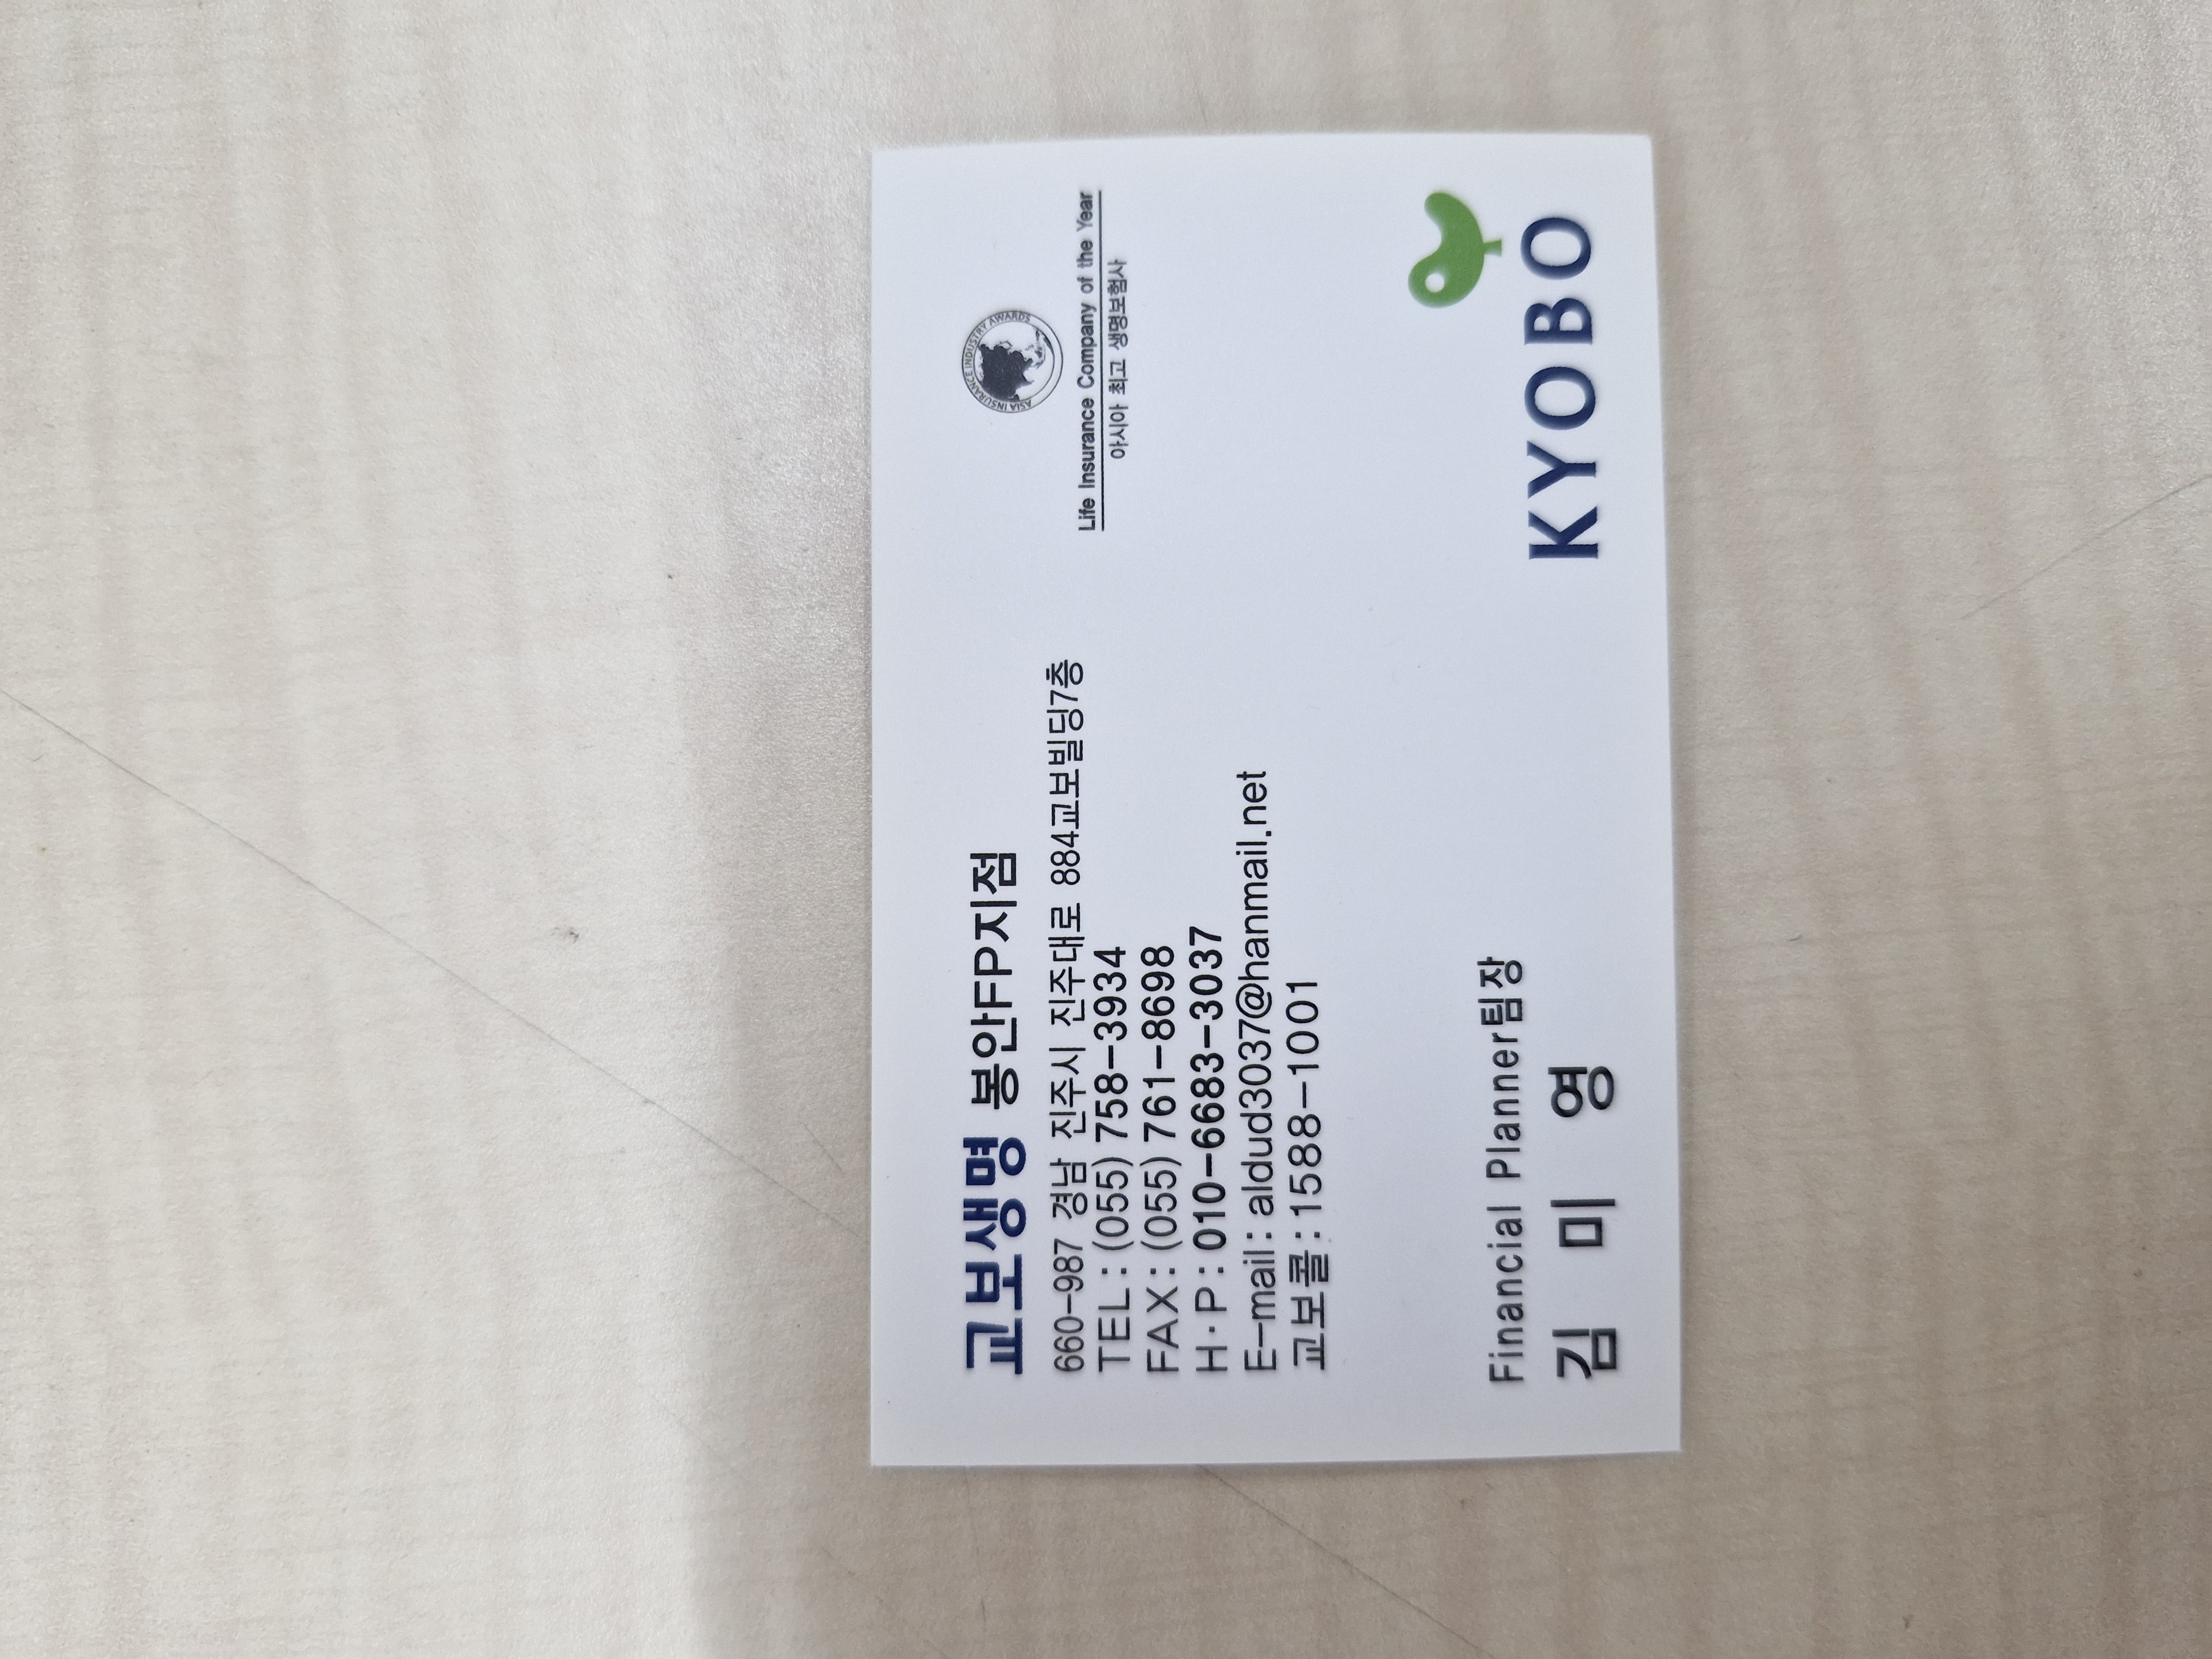 교보생명 봉안FP지점
660-987 경남 진주시 진주대로 884교보빌딩7층
TEL : (055) 758-3934
FAX : (055) 761-8698
H·P : 010-6683-3037
E-mail : aldud3037@hanmail.net
교보콜 : 1588-1001
ASIA INSURANCE INDUSTRY AWARDS
Life Insurance Company of the Year
아시아 최고 생명보험사
Financial Planner팀장
김 미 영
KYOBO